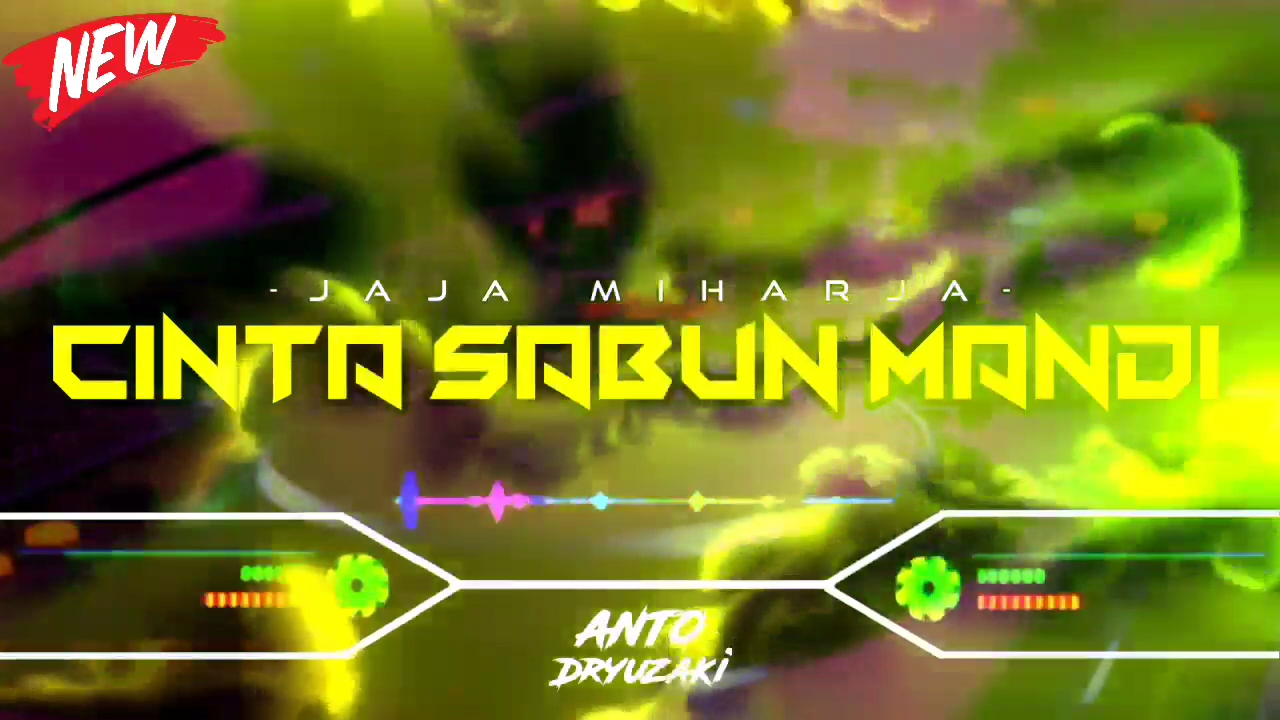 NEW
- JAJA MIHARJA -
CINTA SABUN MANDI
ANTO
DRYUZAKI